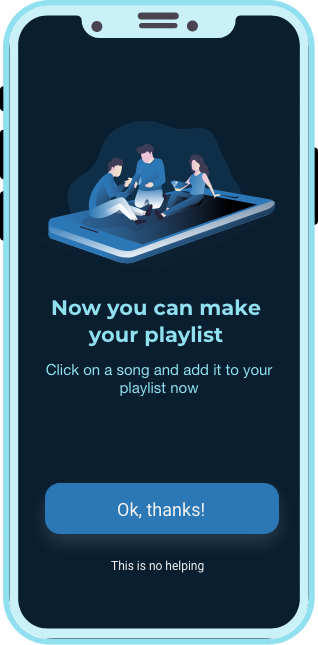 Now you can make
your playlist
Click on a song and add it to your
playlist now
Ok, thanks!
This is no helping